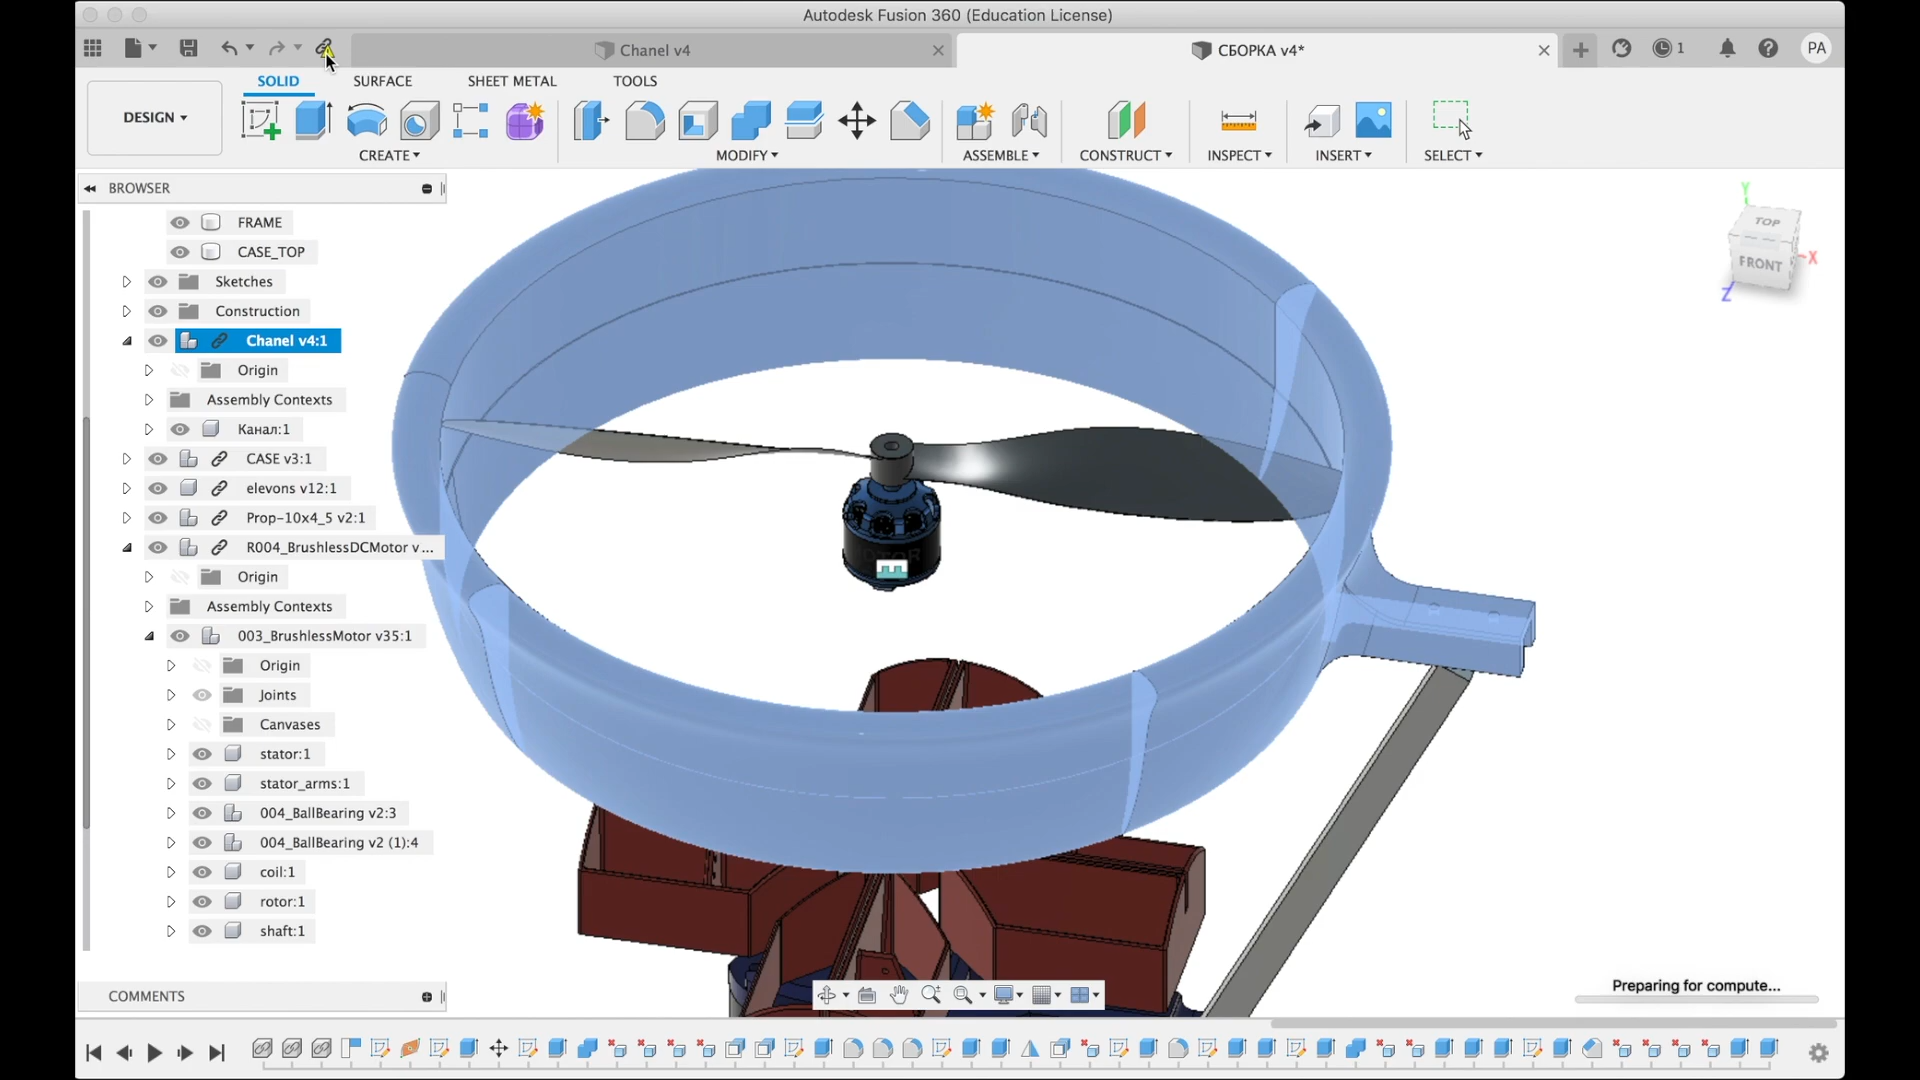 Autodesk Fusion 360 (Education License)
Chanel v4
СБОРКА v4*
1
PA
SOLID
SURFACE
SHEET METAL
TOOLS
DESIGN
CREATE
MODIFY
ASSEMBLE
CONSTRUCT
INSPECT
INSERT
SELECT
BROWSER
FRAME
CASE_TOP
Sketches
Construction
Chanel v4:1
Origin
Assembly Contexts
Канал:1
CASE v3:1
elevons v12:1
Prop-10x4_5 v2:1
R004_BrushlessDCMotor v...
Origin
Assembly Contexts
003_BrushlessMotor v35:1
Origin
Joints
Canvases
stator:1
stator_arms:1
004_BallBearing v2:3
004_BallBearing v2 (1):4
coil:1
rotor:1
shaft:1
COMMENTS
Y
TOP
FRONT
X
Z
Preparing for compute...